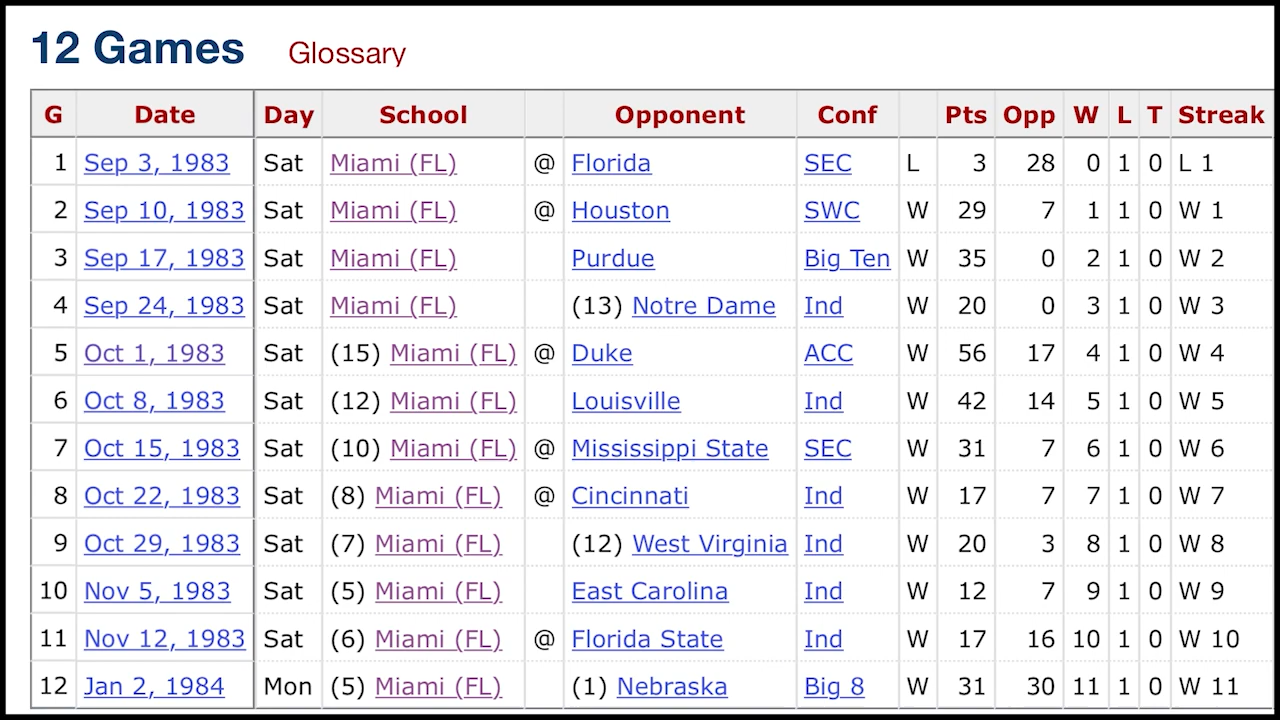 12 Games Glossary
G Date Day School Opponent Conf Pts Opp W L T Streak
1 Sep 3, 1983 Sat Miami (FL) @ Florida SEC L 3 28 0 1 0 L 1
2 Sep 10, 1983 Sat Miami (FL) @ Houston SWC W 29 7 1 1 0 W 1
3 Sep 17, 1983 Sat Miami (FL) Purdue Big Ten W 35 0 2 1 0 W 2
4 Sep 24, 1983 Sat Miami (FL) (13) Notre Dame Ind W 20 0 3 1 0 W 3
5 Oct 1, 1983 Sat (15) Miami (FL) @ Duke ACC W 56 17 4 1 0 W 4
6 Oct 8, 1983 Sat (12) Miami (FL) Louisville Ind W 42 14 5 1 0 W 5
7 Oct 15, 1983 Sat (10) Miami (FL) @ Mississippi State SEC W 31 7 6 1 0 W 6
8 Oct 22, 1983 Sat (8) Miami (FL) @ Cincinnati Ind W 17 7 7 1 0 W 7
9 Oct 29, 1983 Sat (7) Miami (FL) (12) West Virginia Ind W 20 3 8 1 0 W 8
10 Nov 5, 1983 Sat (5) Miami (FL) East Carolina Ind W 12 7 9 1 0 W 9
11 Nov 12, 1983 Sat (6) Miami (FL) @ Florida State Ind W 17 16 10 1 0 W 10
12 Jan 2, 1984 Mon (5) Miami (FL) (1) Nebraska Big 8 W 31 30 11 1 0 W 11